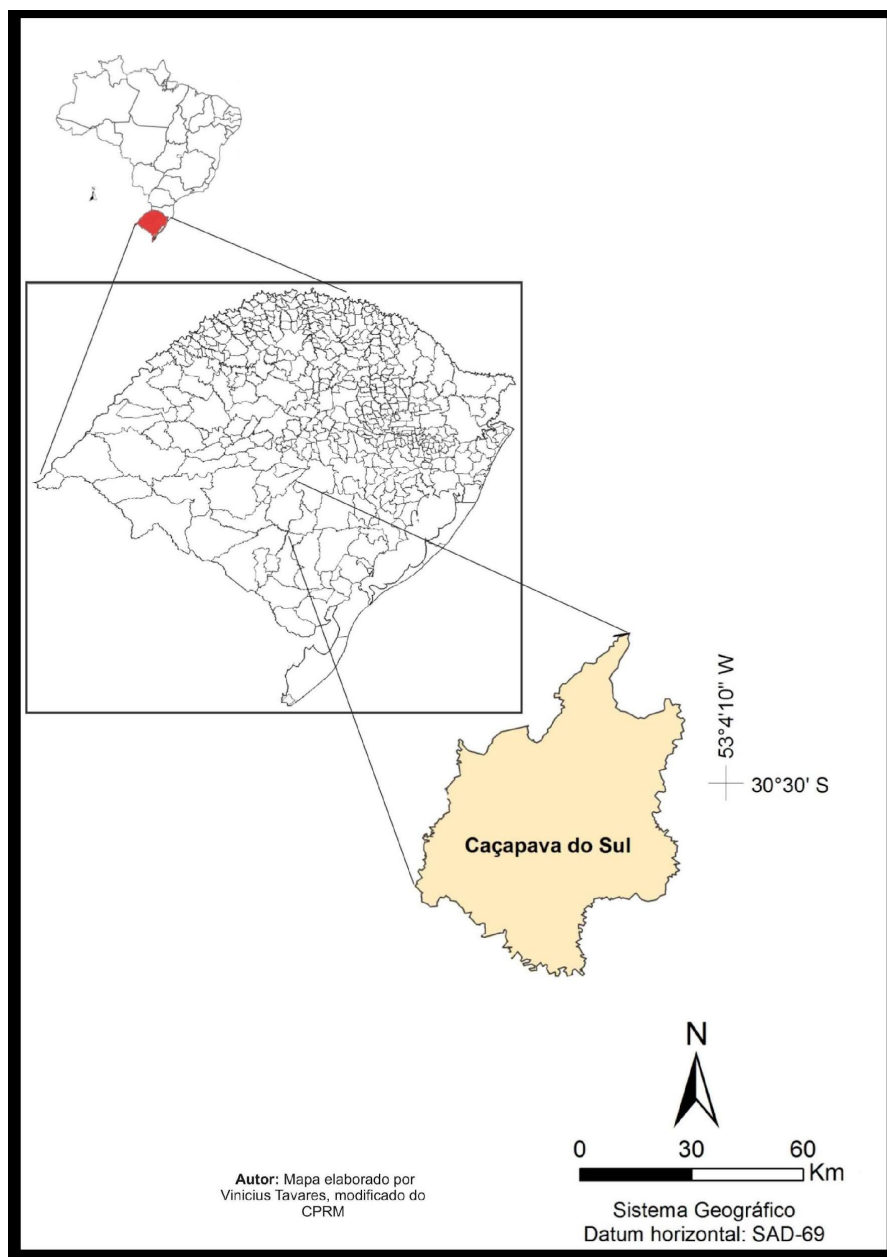 53°4'10" W
30°30' S
Caçapava do Sul
N
0 30 60
Km
Autor: Mapa elaborado por
Vinicius Tavares, modificado do
CPRM
Sistema Geográfico
Datum horizontal: SAD-69